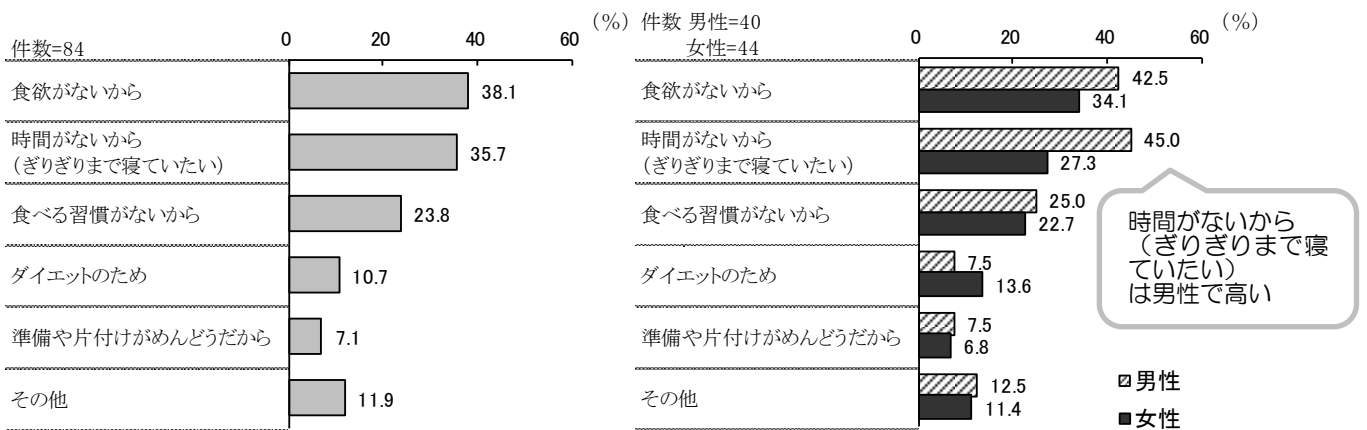 件数=84
(%)
0 20 40 60
食欲がないから 38.1
時間がないから
(ぎりぎりまで寝ていたい) 35.7
食べる習慣がないから 23.8
ダイエットのため 10.7
準備や片付けがめんどうだから 7.1
その他 11.9
件数 男性=40
女性=44
(%)
0 20 40 60
食欲がないから 42.5
34.1
時間がないから 45.0
(ぎりぎりまで寝ていたい) 27.3
食べる習慣がないから 25.0
22.7
ダイエットのため 7.5
13.6
準備や片付けがめんどうだから 7.5
6.8
その他 12.5
11.4
時間がないから
(ぎりぎりまで寝
ていたい)
は男性で高い
男性
女性